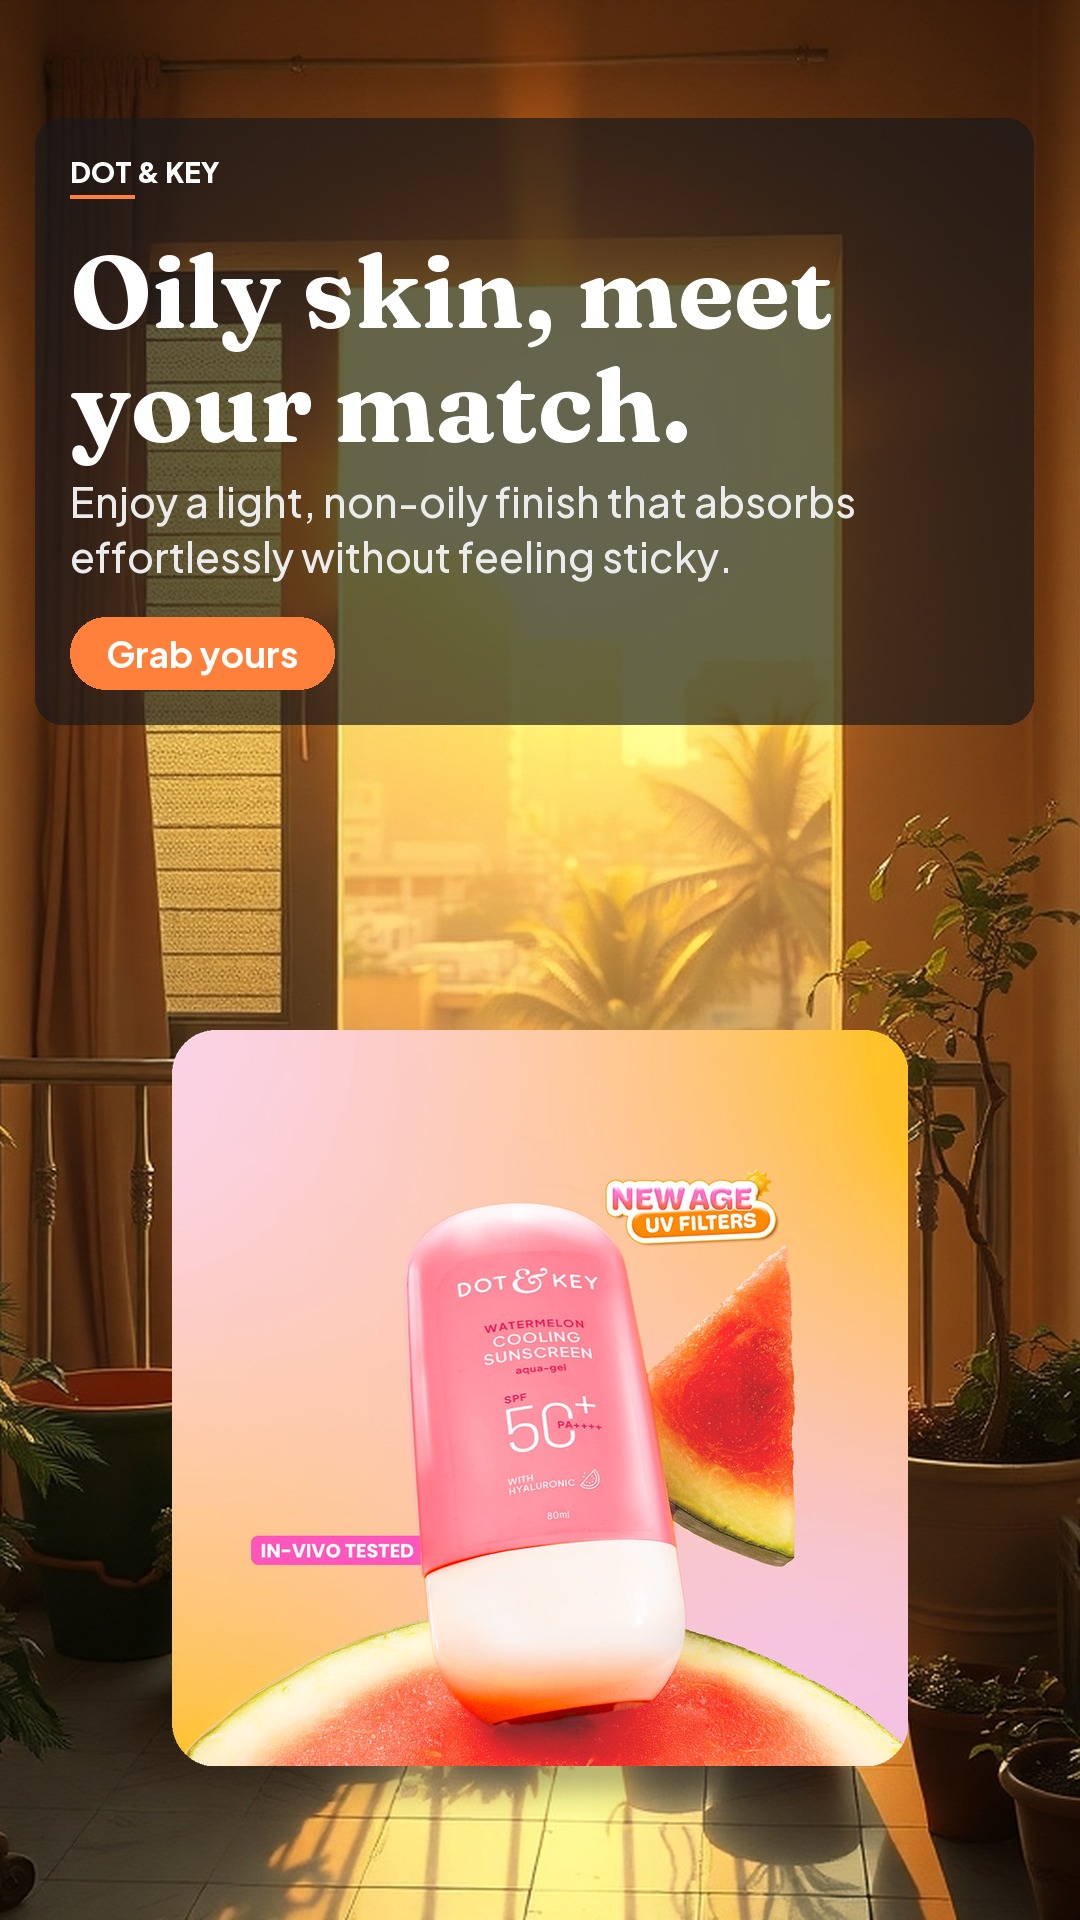 DOT & KEY
Oily skin, meet
your match.
Enjoy a light, non-oily finish that absorbs
effortlessly without feeling sticky.
Grab yours
NEW AGE
UV FILTERS
DOT & KEY
WATERMELON
COOLING
SUNSCREEN
aqua-gel
SPF
50+
PA++++
WITH
HYALURONIC
80ml
IN-VIVO TESTED